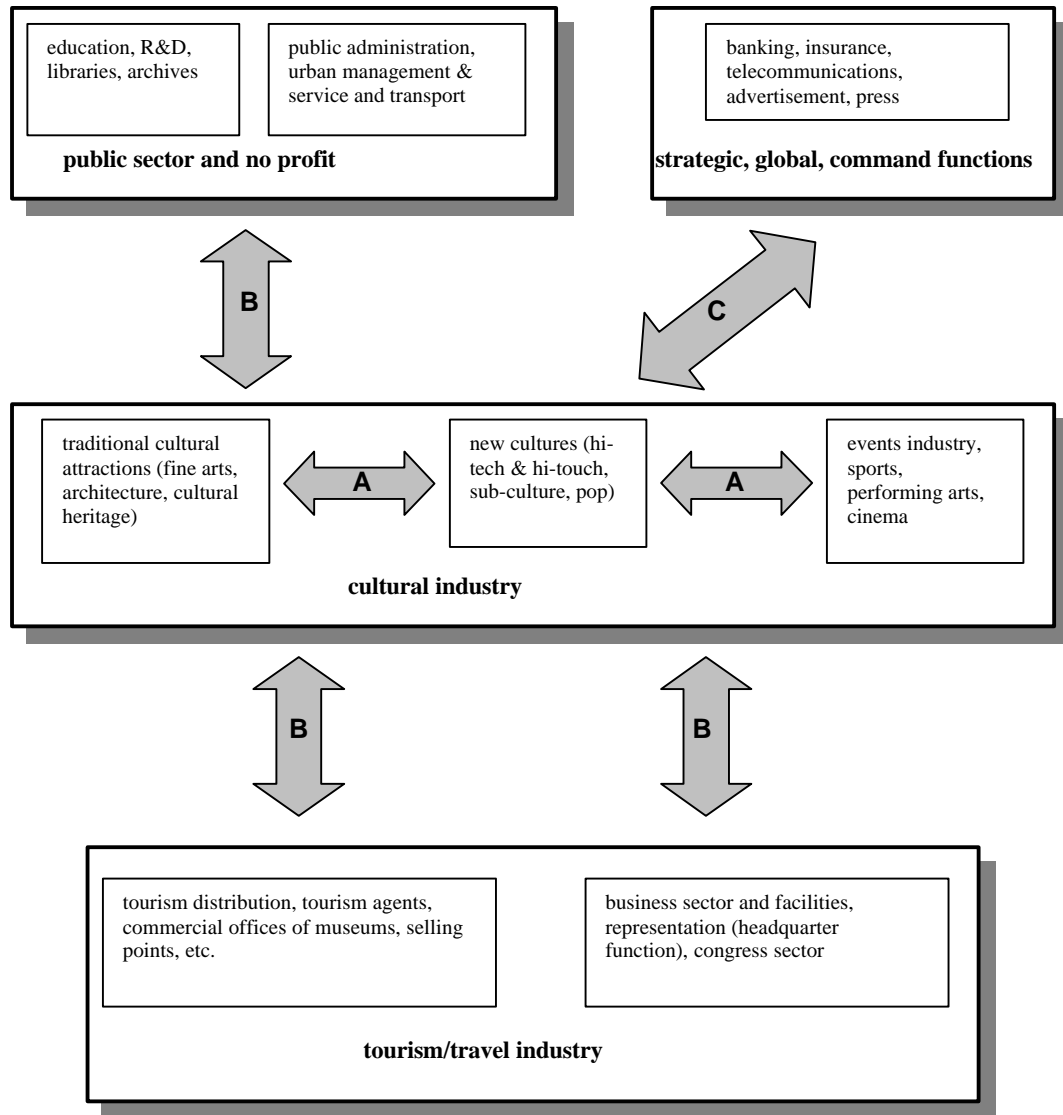 education, R&D,
libraries, archives
public administration,
urban management &
service and transport
public sector and no profit
banking, insurance,
telecommunications,
advertisement, press
strategic, global, command functions
B
C
traditional cultural
attractions (fine arts,
architecture, cultural
heritage)
A
new cultures (hi-
tech & hi-touch,
sub-culture, pop)
A
events industry,
sports,
performing arts,
cinema
cultural industry
B
B
tourism distribution, tourism agents,
commercial offices of museums, selling
points, etc.
business sector and facilities,
representation (headquarter
function), congress sector
tourism/travel industry